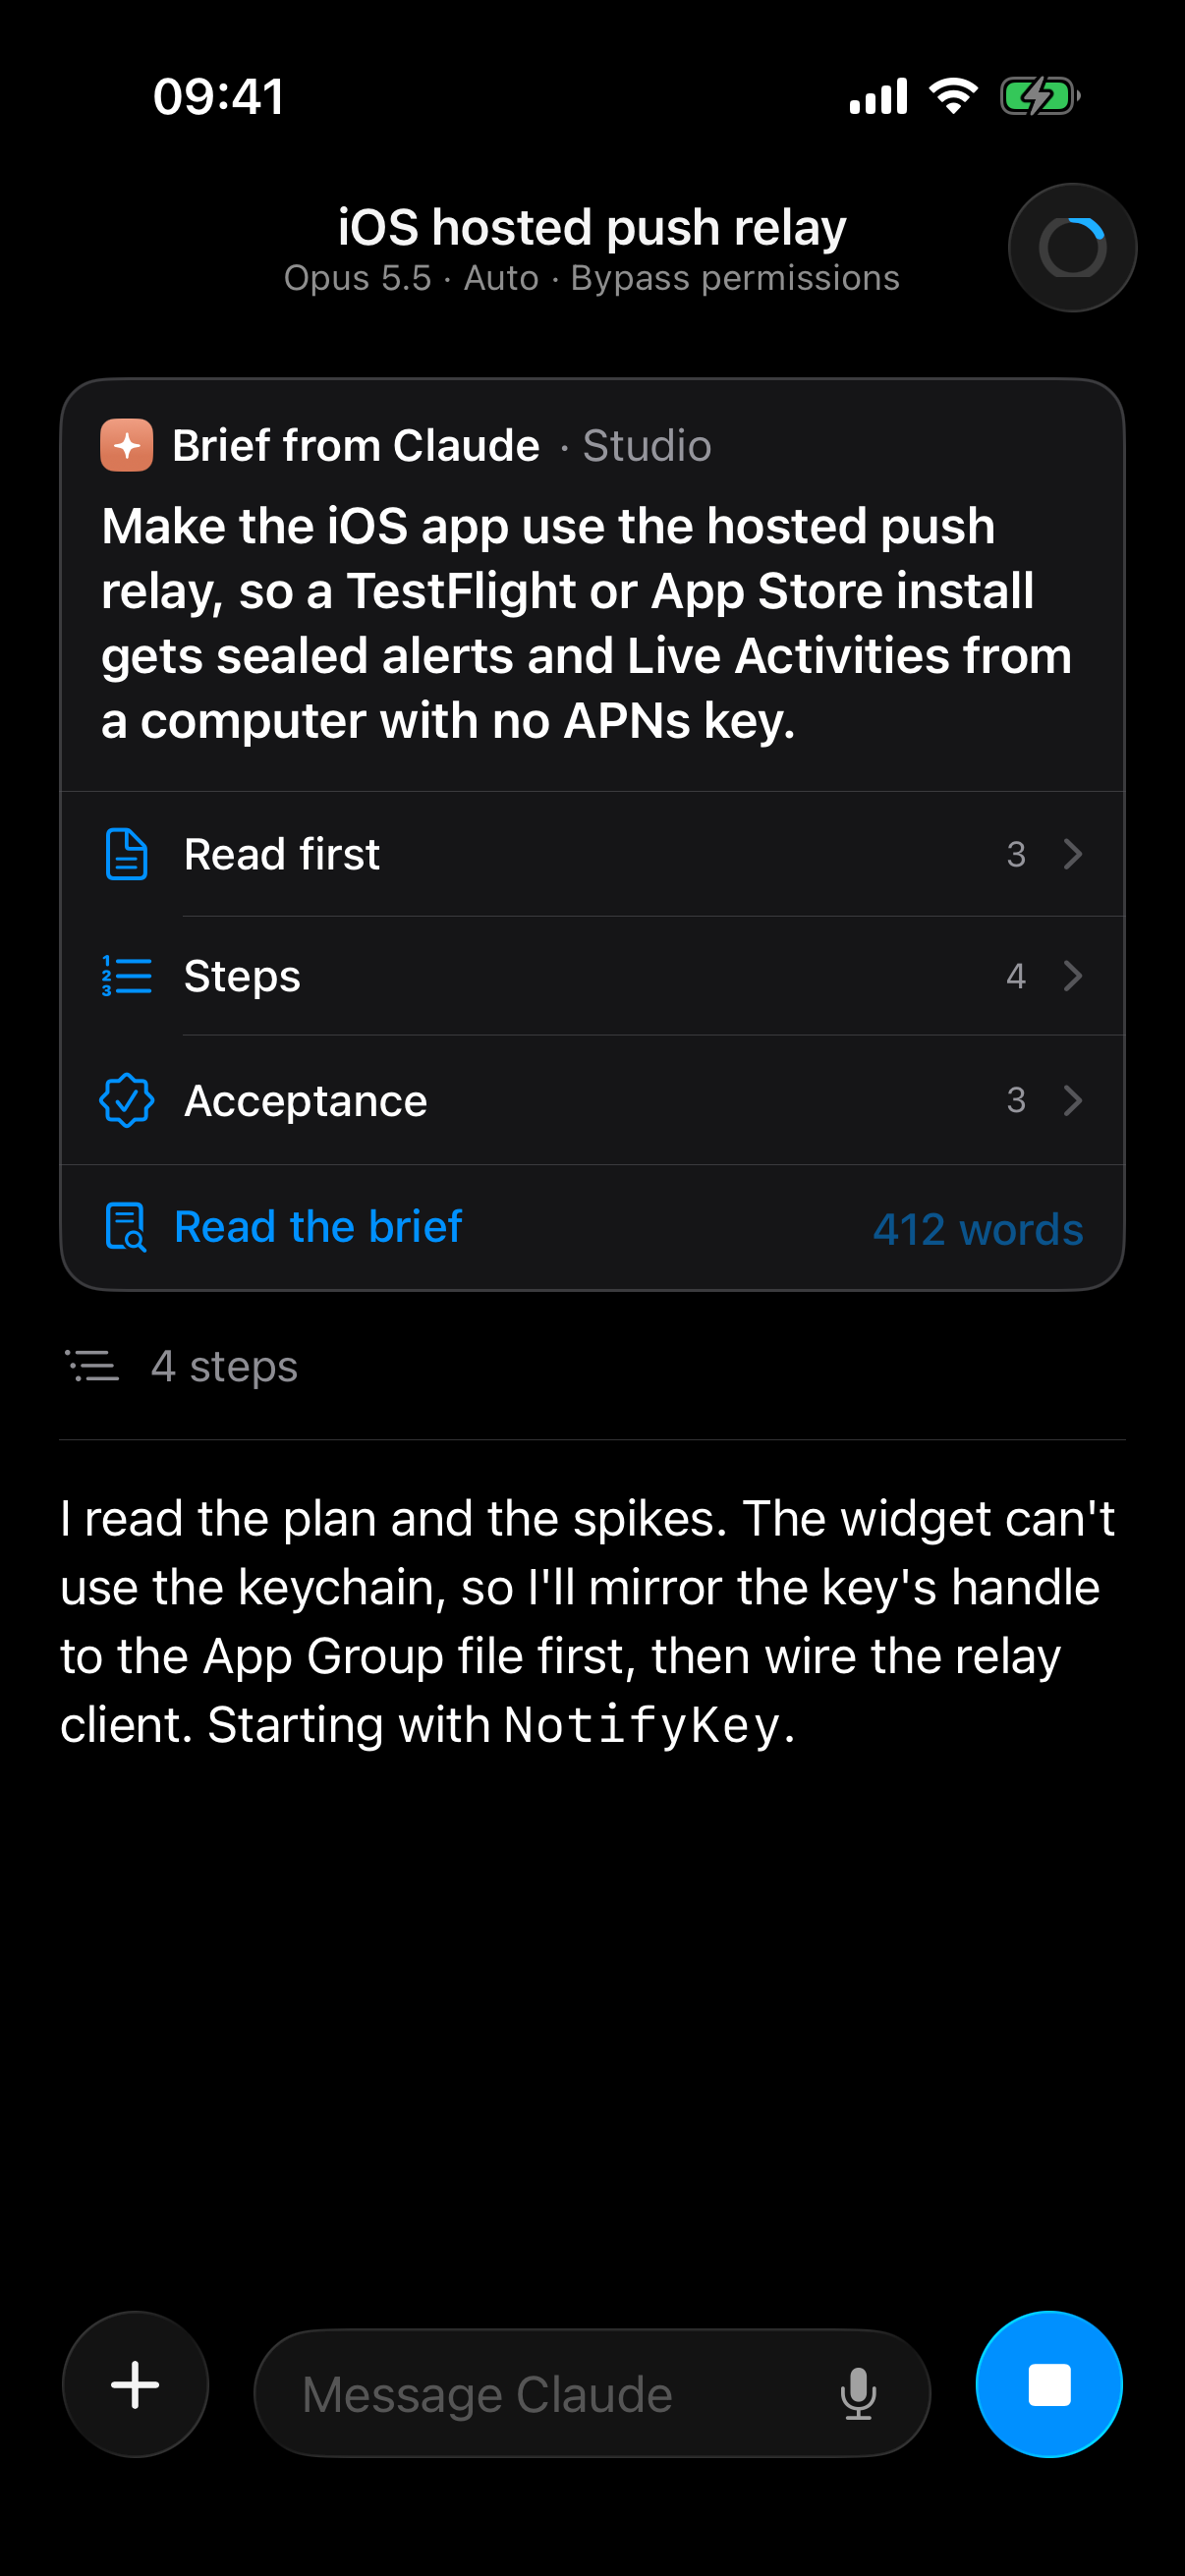 09:41
iOS hosted push relay
Opus 5.5 · Auto · Bypass permissions
Brief from Claude · Studio
Make the iOS app use the hosted push
relay, so a TestFlight or App Store install
gets sealed alerts and Live Activities from
a computer with no APNs key.
Read first 3
1
2
3
Steps 4
Acceptance 3
Read the brief 412 words
4 steps
I read the plan and the spikes. The widget can't
use the keychain, so I'll mirror the key's handle
to the App Group file first, then wire the relay
client. Starting with NotifyKey.
Message Claude